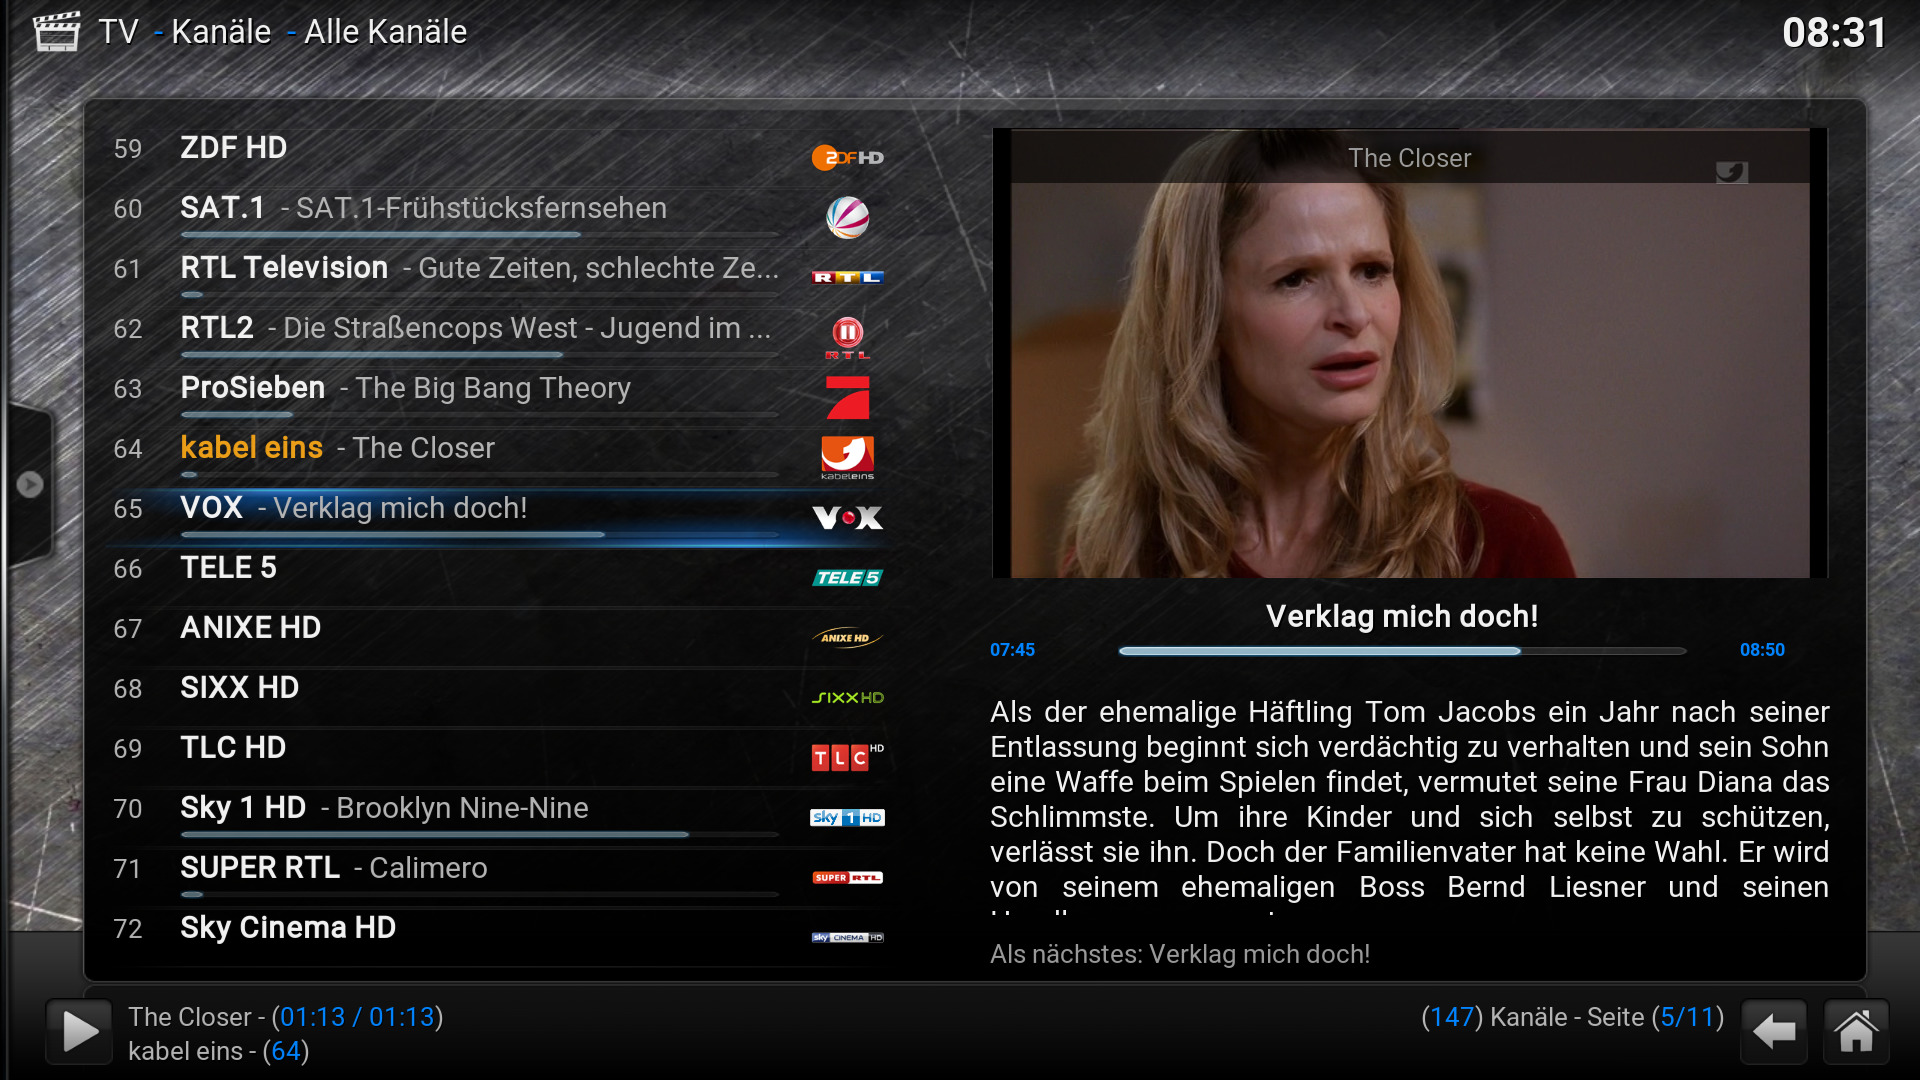 TV - Kanäle - Alle Kanäle
08:31
59 ZDF HD
ZDF HD
60 SAT.1 - SAT.1-Frühstücksfernsehen
61 RTL Television - Gute Zeiten, schlechte Ze...
RTL
62 RTL2 - Die Straßencops West - Jugend im ...
RTL
63 ProSieben - The Big Bang Theory
64 kabel eins - The Closer
kabel eins
65 VOX - Verklag mich doch!
VOX
66 TELE 5
TELE 5
67 ANIXE HD
ANIXE HD
68 SIXX HD
SIXX HD
69 TLC HD
TLC HD
70 Sky 1 HD - Brooklyn Nine-Nine
sky 1 HD
71 SUPER RTL - Calimero
SUPER RTL
72 Sky Cinema HD
sky CINEMA HD
The Closer
Verklag mich doch!
07:45
08:50
Als der ehemalige Häftling Tom Jacobs ein Jahr nach seiner
Entlassung beginnt sich verdächtig zu verhalten und sein Sohn
eine Waffe beim Spielen findet, vermutet seine Frau Diana das
Schlimmste. Um ihre Kinder und sich selbst zu schützen,
verlässt sie ihn. Doch der Familienvater hat keine Wahl. Er wird
von seinem ehemaligen Boss Bernd Liesner und seinen
Als nächstes: Verklag mich doch!
The Closer - (01:13 / 01:13)
kabel eins - (64)
(147) Kanäle - Seite (5/11)